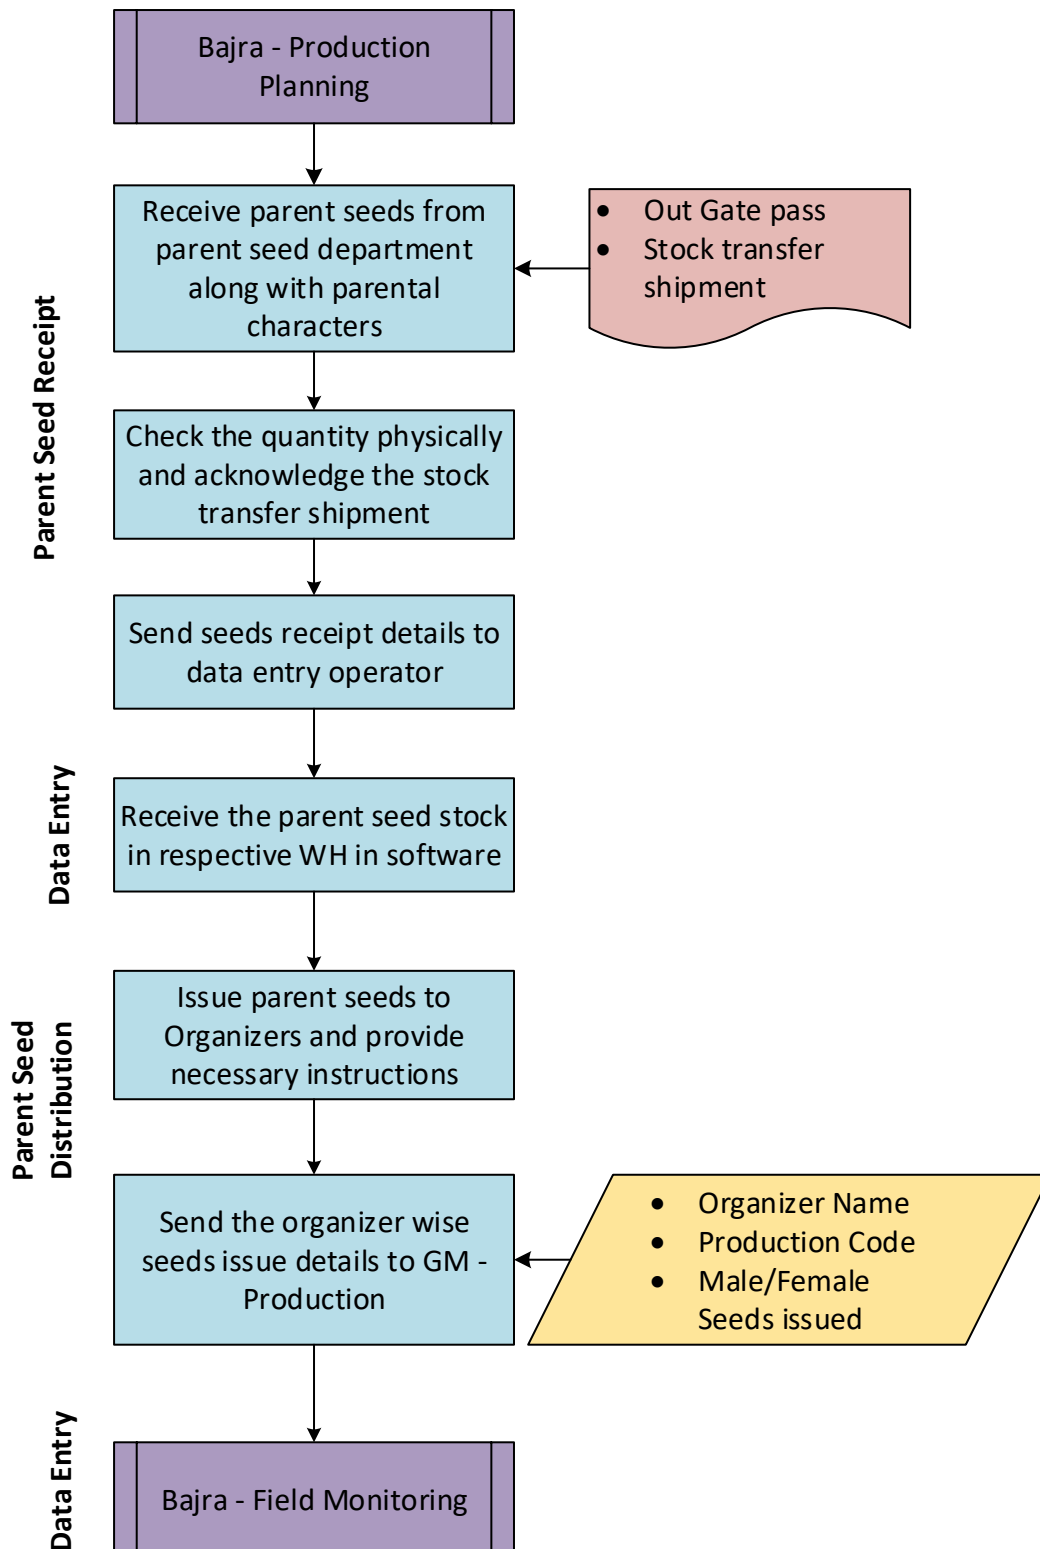 Bajra - Production
Planning
Receive parent seeds from
parent seed department
along with parental
characters
• Out Gate pass
• Stock transfer
shipment
Parent Seed Receipt
Check the quantity physically
and acknowledge the stock
transfer shipment
Send seeds receipt details to
data entry operator
Data Entry
Receive the parent seed stock
in respective WH in software
Parent Seed
Distribution
Issue parent seeds to
Organizers and provide
necessary instructions
Send the organizer wise
seeds issue details to GM -
Production
• Organizer Name
• Production Code
• Male/Female
Seeds issued
Data Entry
Bajra - Field Monitoring